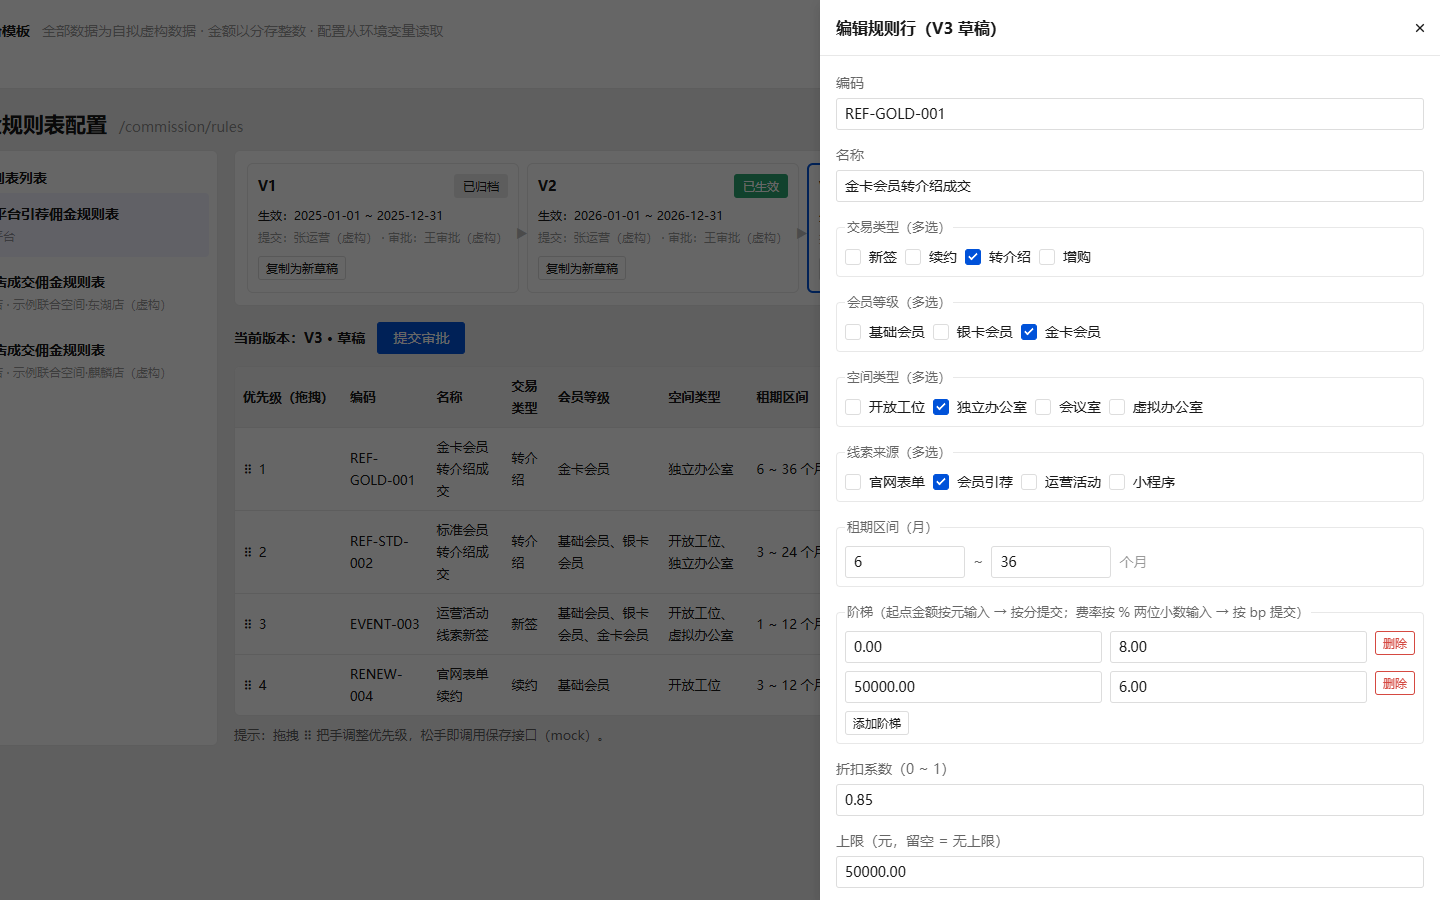 模板 全部数据为自拟虚构数据 · 金额以分存整数 · 配置从环境变量读取
规则表配置 /commission/rules
表列表
平台引荐佣金规则表
平台
成交佣金规则表
· 示例联合空间·东湖店（虚构）
成交佣金规则表
· 示例联合空间·麒麟店（虚构）
V1 已归档
生效：2025-01-01 ~ 2025-12-31
提交：张运营（虚构） · 审批：王审批（虚构）
复制为新草稿
V2 已生效
生效：2026-01-01 ~ 2026-12-31
提交：张运营（虚构） · 审批：王审批（虚构）
复制为新草稿
当前版本：V3 • 草稿 提交审批
优先级（拖拽） 编码 名称 交易类型 会员等级 空间类型 租期区间
⠿ 1 REF-GOLD-001 金卡会员转介绍成交 转介绍 金卡会员 独立办公室 6 ~ 36 个月
⠿ 2 REF-STD-002 标准会员转介绍成交 转介绍 基础会员、银卡会员 开放工位、独立办公室 3 ~ 24 个月
⠿ 3 EVENT-003 运营活动线索新签 新签 基础会员、银卡会员、金卡会员 开放工位、虚拟办公室 1 ~ 12 个月
⠿ 4 RENEW-004 官网表单续约 续约 基础会员 开放工位 3 ~ 12 个月
提示：拖拽 ⠿ 把手调整优先级，松手即调用保存接口（mock）。
编辑规则行（V3 草稿） ×
编码
REF-GOLD-001
名称
金卡会员转介绍成交
交易类型（多选）
新签 续约 转介绍 增购
会员等级（多选）
基础会员 银卡会员 金卡会员
空间类型（多选）
开放工位 独立办公室 会议室 虚拟办公室
线索来源（多选）
官网表单 会员引荐 运营活动 小程序
租期区间（月）
6 ~ 36 个月
阶梯（起点金额按元输入 → 按分提交；费率按 % 两位小数输入 → 按 bp 提交）
0.00 8.00 删除
50000.00 6.00 删除
添加阶梯
折扣系数（0 ~ 1）
0.85
上限（元，留空 = 无上限）
50000.00